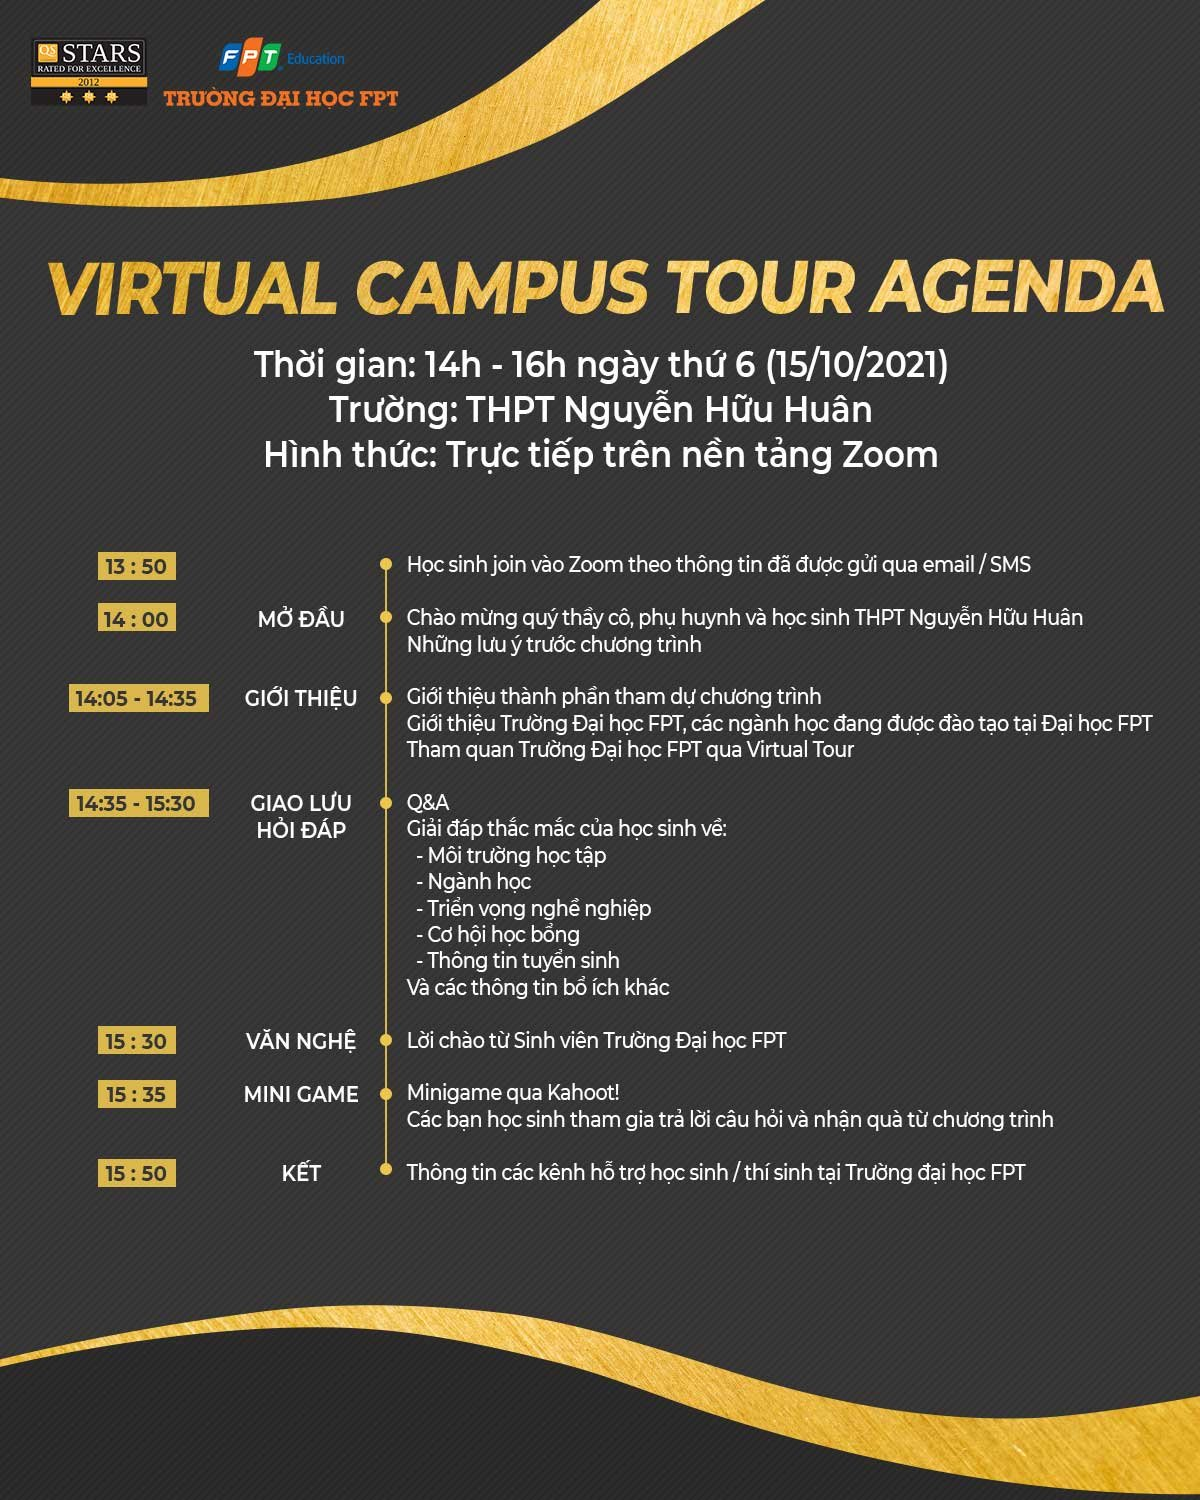 QS STARS
RATED FOR EXCELLENCE
2012
FPT Education
TRƯỜNG ĐẠI HỌC FPT
VIRTUAL CAMPUS TOUR AGENDA
Thời gian: 14h - 16h ngày thứ 6 (15/10/2021)
Trường: THPT Nguyễn Hữu Huân
Hình thức: Trực tiếp trên nền tảng Zoom
13 : 50 Học sinh join vào Zoom theo thông tin đã được gửi qua email / SMS
14 : 00 MỞ ĐẦU Chào mừng quý thầy cô, phụ huynh và học sinh THPT Nguyễn Hữu Huân
Những lưu ý trước chương trình
14:05 - 14:35 GIỚI THIỆU Giới thiệu thành phần tham dự chương trình
Giới thiệu Trường Đại học FPT, các ngành học đang được đào tạo tại Đại học FPT
Tham quan Trường Đại học FPT qua Virtual Tour
14:35 - 15:30 GIAO LƯU Q&A
HỎI ĐÁP Giải đáp thắc mắc của học sinh về:
- Môi trường học tập
- Ngành học
- Triển vọng nghề nghiệp
- Cơ hội học bổng
- Thông tin tuyển sinh
Và các thông tin bổ ích khác
15 : 30 VĂN NGHỆ Lời chào từ Sinh viên Trường Đại học FPT
15 : 35 MINI GAME Minigame qua Kahoot!
Các bạn học sinh tham gia trả lời câu hỏi và nhận quà từ chương trình
15 : 50 KẾT Thông tin các kênh hỗ trợ học sinh / thí sinh tại Trường đại học FPT